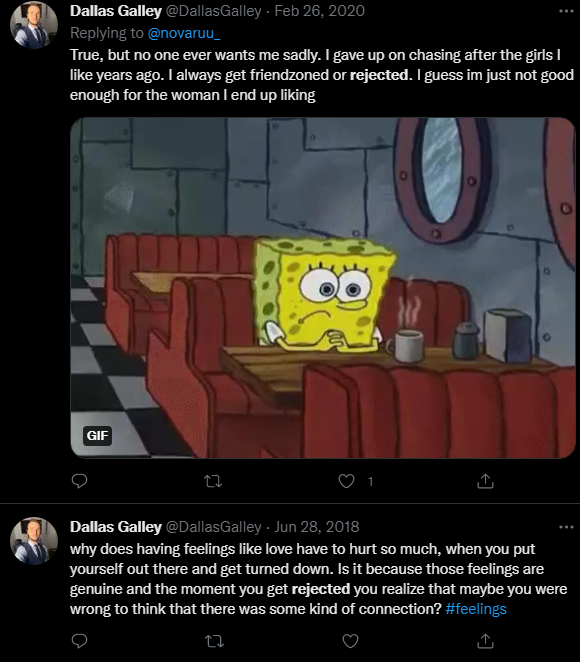 Dallas Galley @DallasGalley · Feb 26, 2020
Replying to @novaruu_
True, but no one ever wants me sadly. I gave up on chasing after the girls I
like years ago. I always get friendzoned or rejected. I guess im just not good
enough for the woman I end up liking
GIF
1
Dallas Galley @DallasGalley · Jun 28, 2018
why does having feelings like love have to hurt so much, when you put
yourself out there and get turned down. Is it because those feelings are
genuine and the moment you get rejected you realize that maybe you were
wrong to think that there was some kind of connection? #feelings